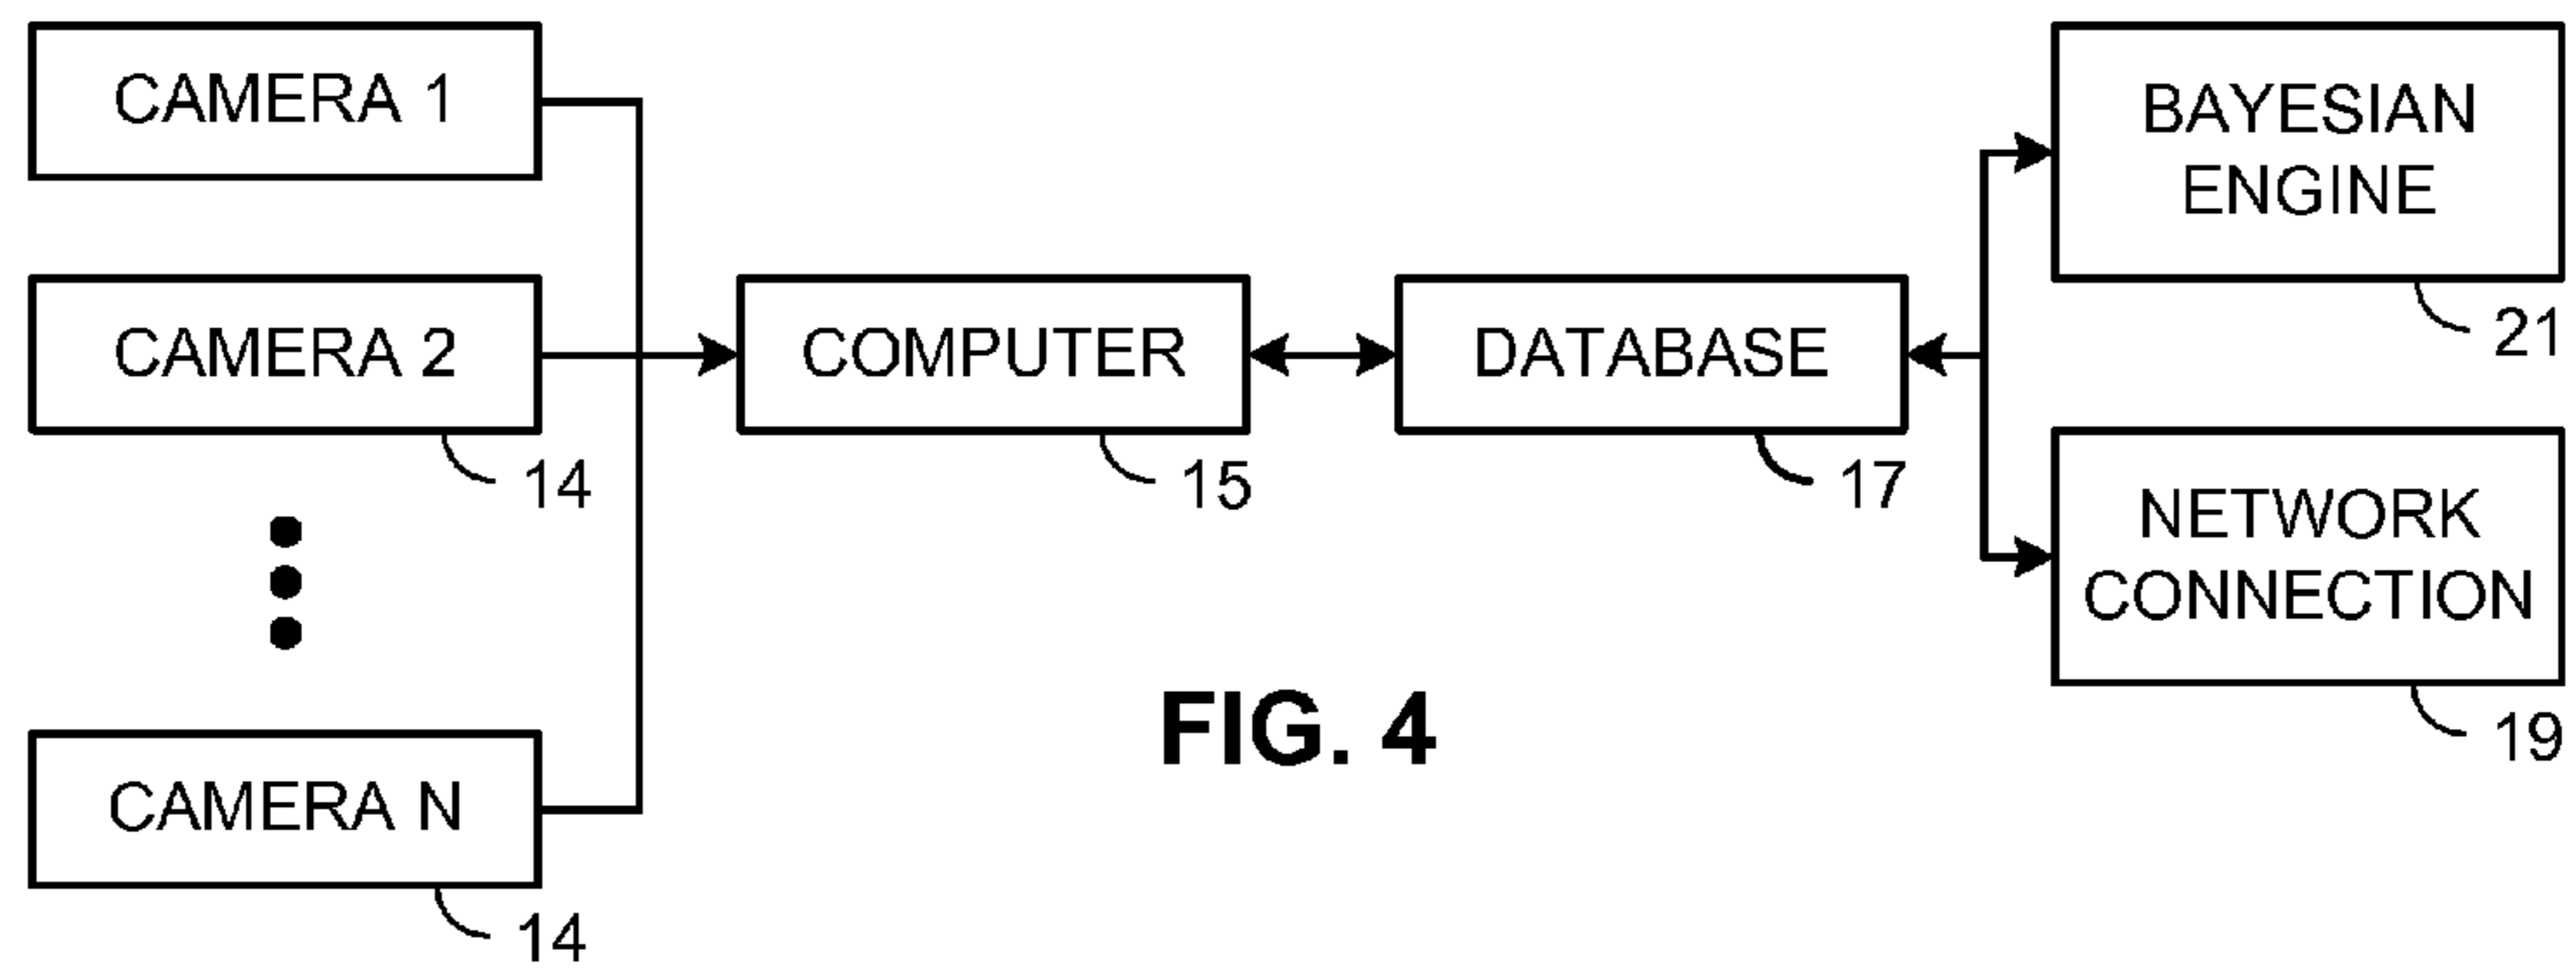 CAMERA 1
CAMERA 2
14
CAMERA N
14
COMPUTER
15
DATABASE
17
BAYESIAN
ENGINE
21
NETWORK
CONNECTION
19
FIG. 4